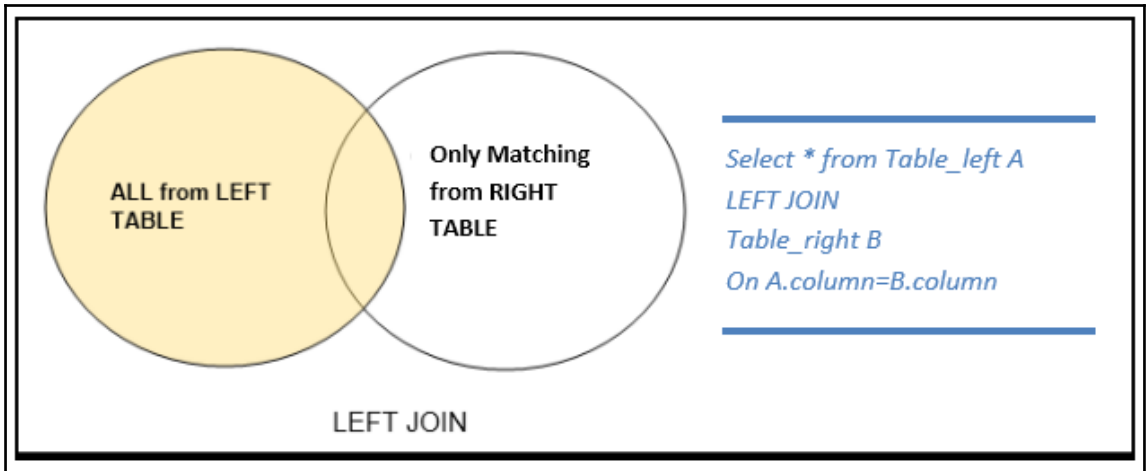 ALL from LEFT
TABLE
Only Matching
from RIGHT
TABLE
Select * from Table_left A
LEFT JOIN
Table_right B
On A.column=B.column
LEFT JOIN